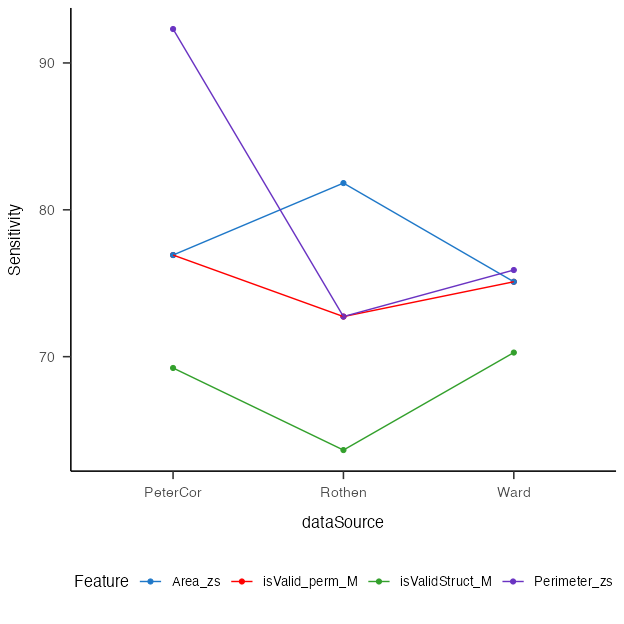 Sensitivity
90
80
70
PeterCor Rothen Ward
dataSource
Feature Area_zs isValid_perm_M isValidStruct_M Perimeter_zs